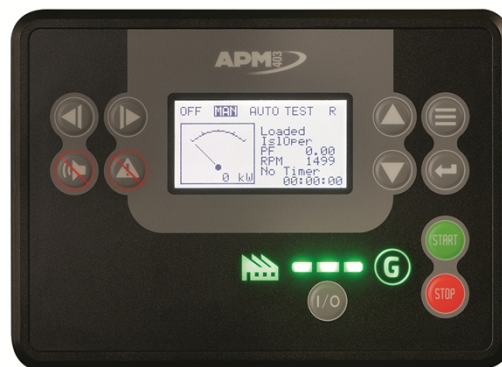 APM403
OFF MAN AUTO TEST R
Loaded
IslOper
PF 0.00
RPM 1499
No Timer
00:00:00
0 kW
START
G
STOP
I/O